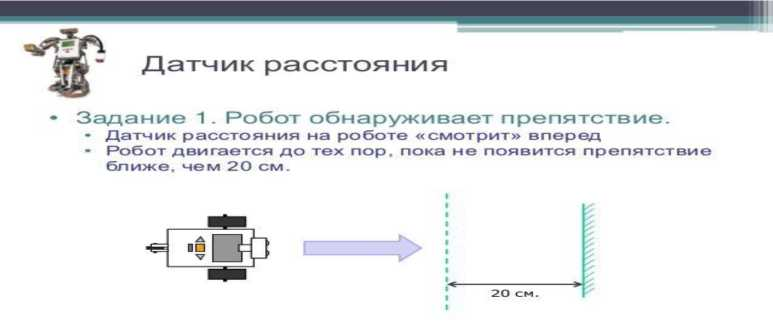 Датчик расстояния
• Задание 1. Робот обнаруживает препятствие.
• Датчик расстояния на роботе «смотрит» вперед
• Робот двигается до тех пор, пока не появится препятствие
ближе, чем 20 см.
20 см.